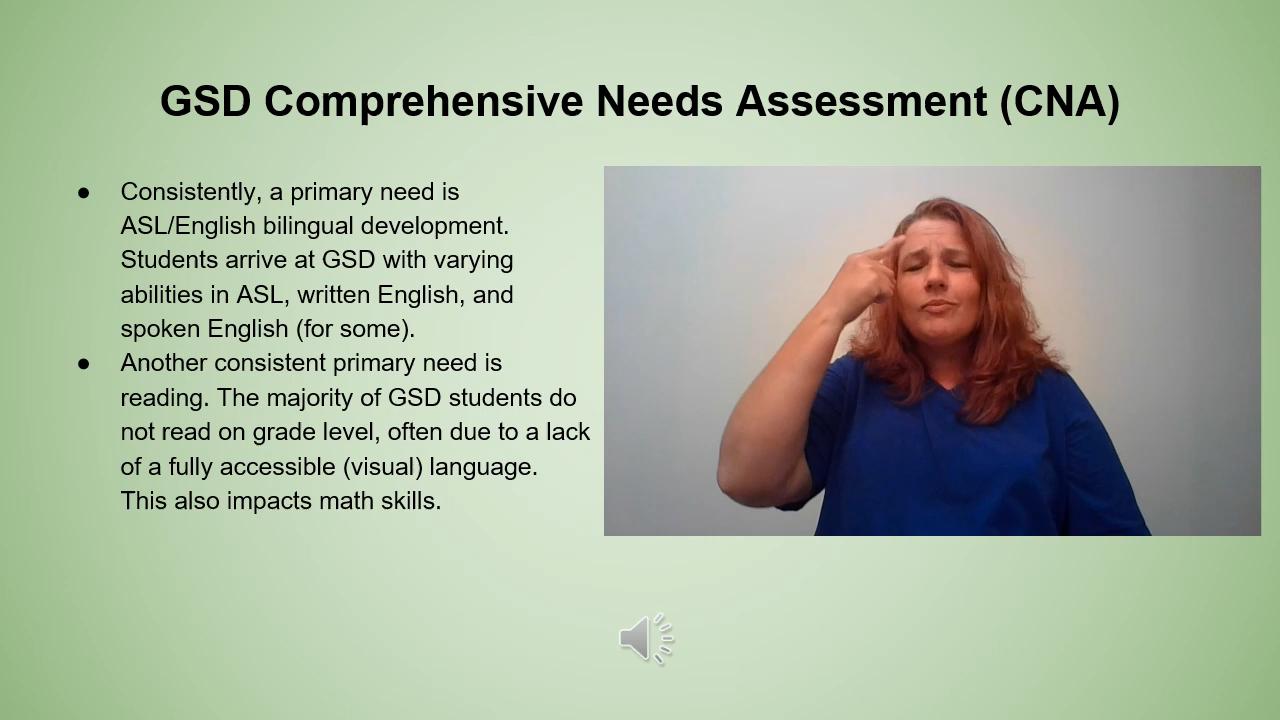 GSD Comprehensive Needs Assessment (CNA)
● Consistently, a primary need is
ASL/English bilingual development.
Students arrive at GSD with varying
abilities in ASL, written English, and
spoken English (for some).
● Another consistent primary need is
reading. The majority of GSD students do
not read on grade level, often due to a lack
of a fully accessible (visual) language.
This also impacts math skills.